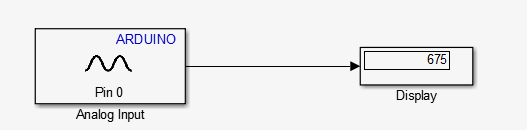 ARDUINO
Pin 0
Analog Input
675
Display